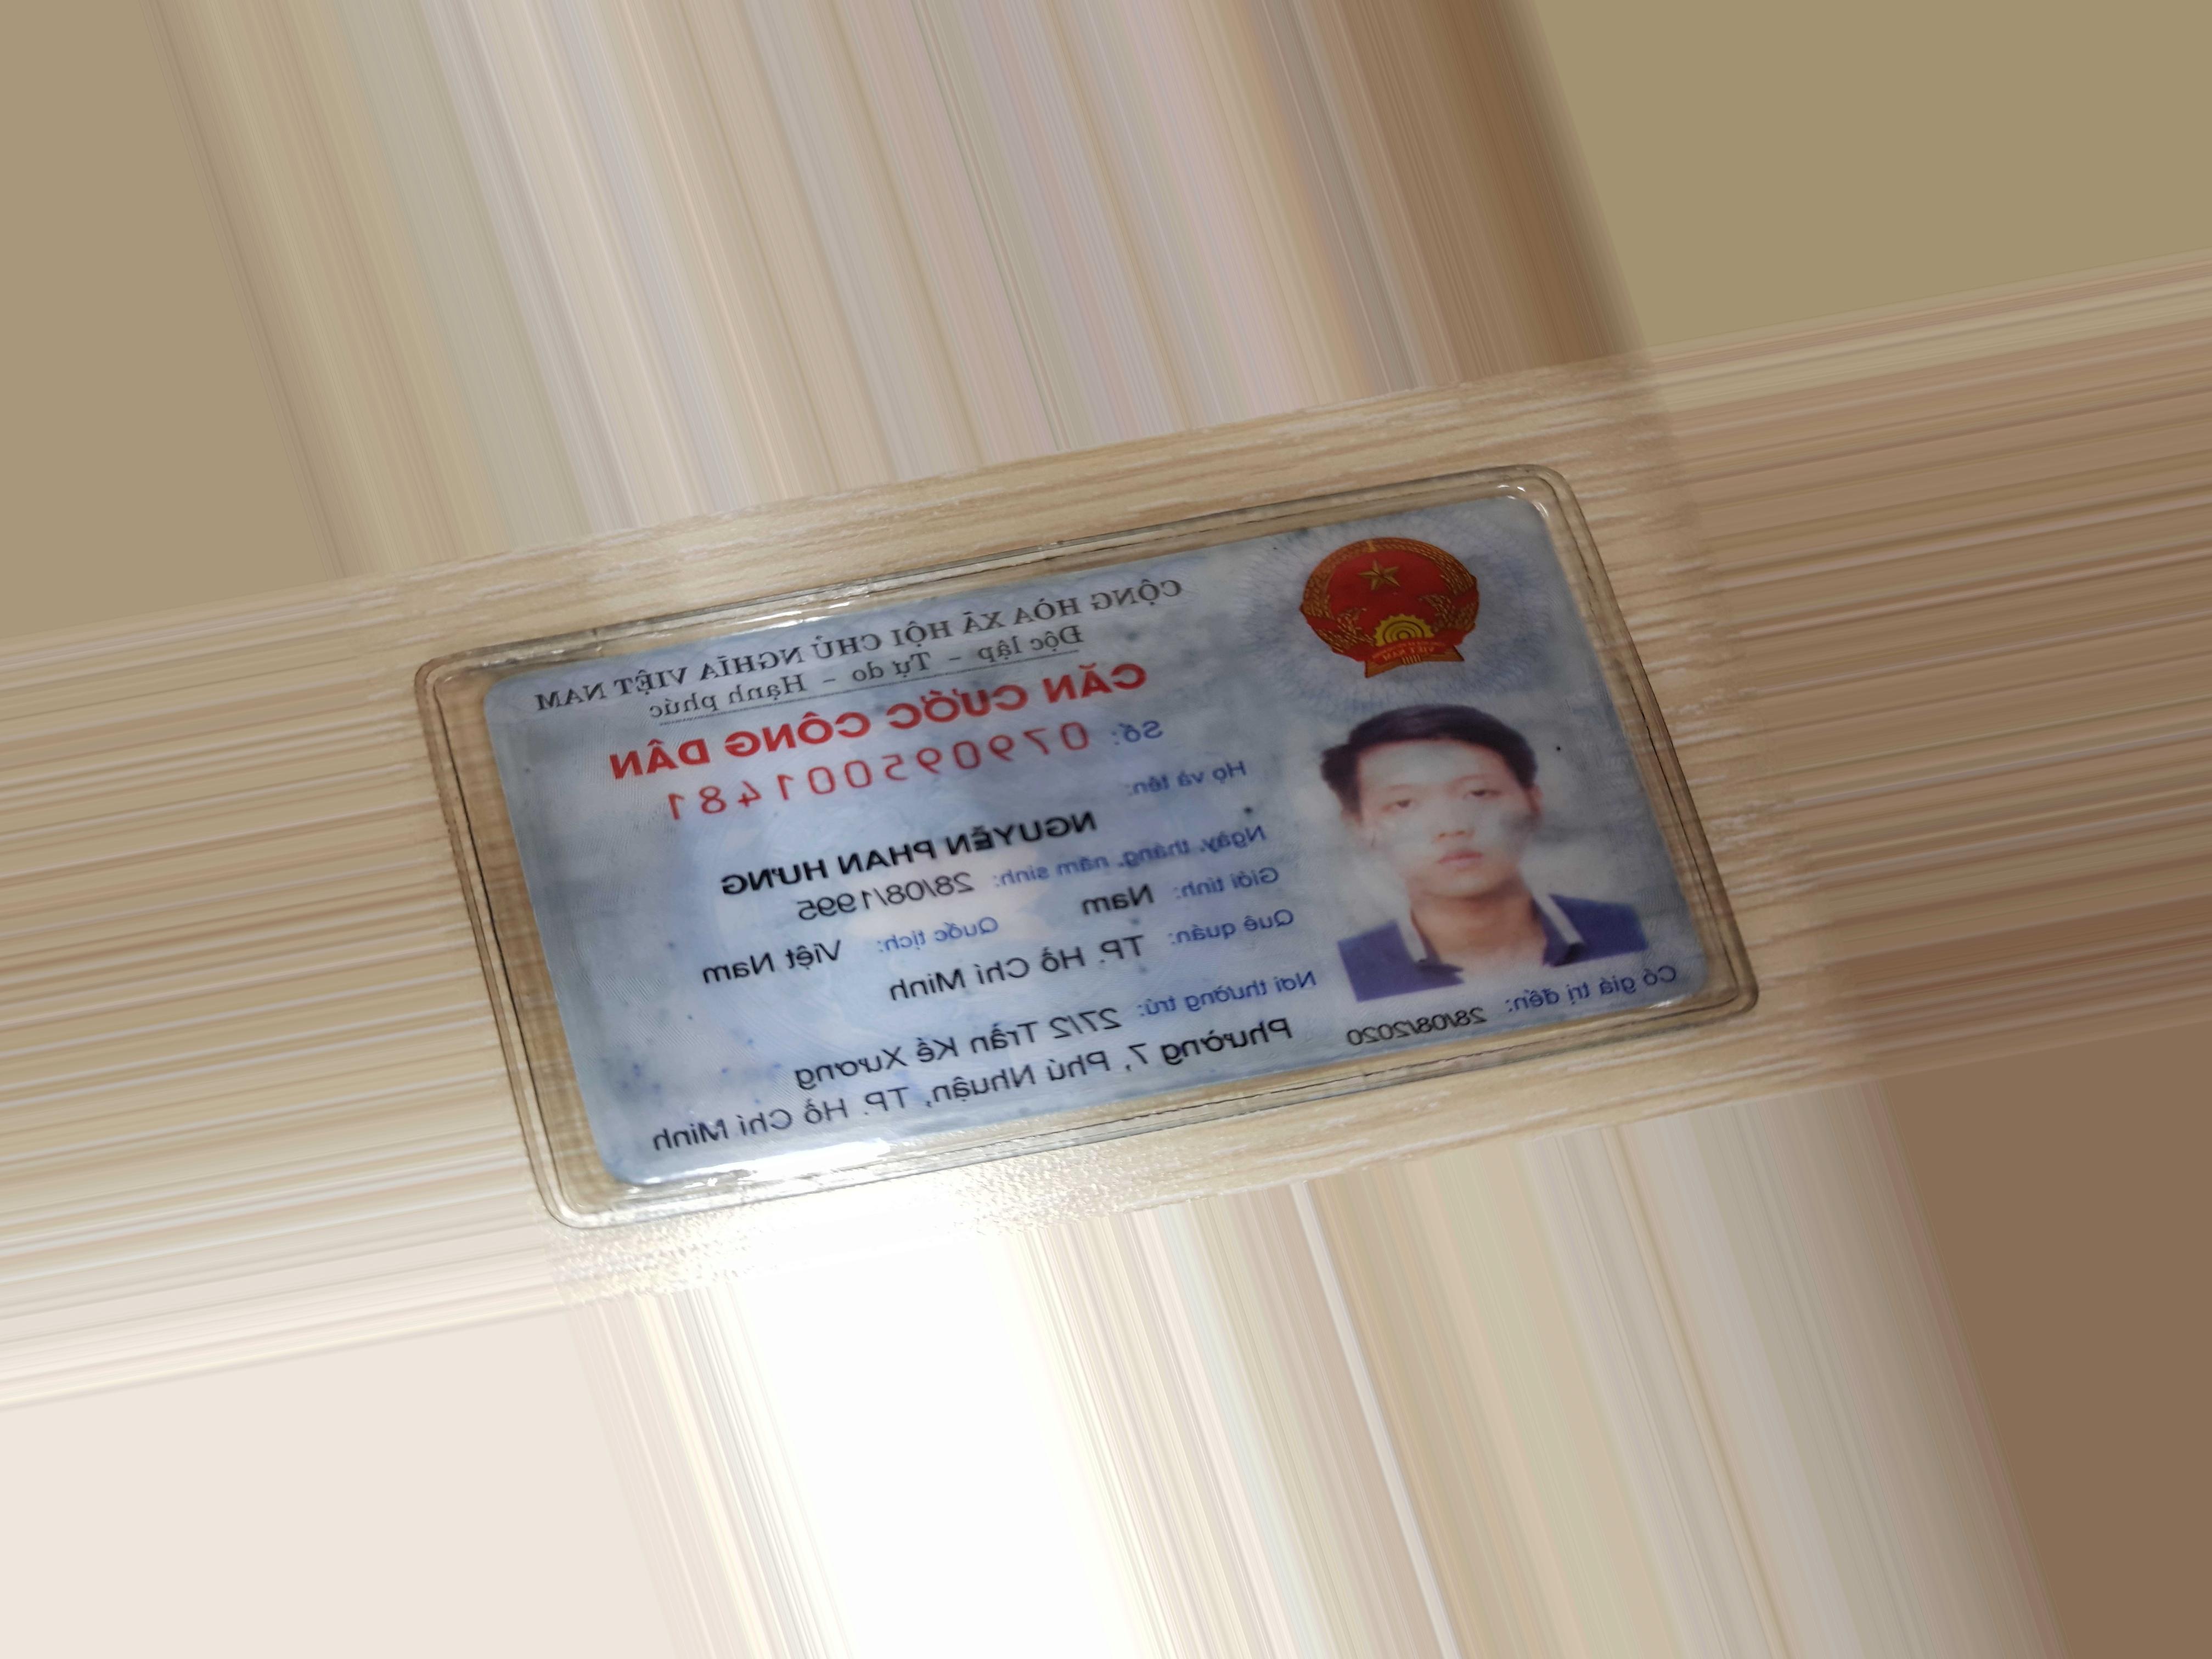 CỘNG HÒA XÃ HỘI CHỦ NGHĨA VIỆT NAM
Độc lập - Tự do - Hạnh phúc
CĂN CƯỚC CÔNG DÂN
Số: 079095001481
Họ và tên:
NGUYỄN PHAN HƯNG
Ngày, tháng, năm sinh: 28/08/1995
Giới tính: Nam Quốc tịch: Việt Nam
Quê quán: TP. Hồ Chí Minh
Nơi thường trú: 27/2 Trần Kế Xương
Phường 7, Phú Nhuận, TP. Hồ Chí Minh
Có giá trị đến: 28/08/2020